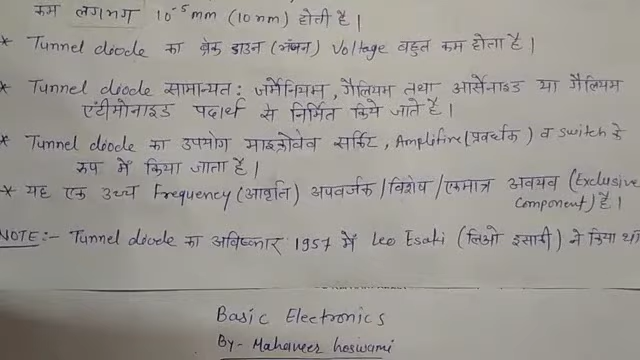 कम लगभग 10⁻⁵ mm (10 nm) होती है।
* Tunnel diode का ब्रेक डाउन (भंजन) Voltage बहुत कम होता है।
* Tunnel diode सामान्यत: जर्मेनियम, गैलियम तथा आर्सेनाइड या गैलियम
एंटीमोनाइड पदार्थ से निर्मित किये जाते है।
* Tunnel diode का उपयोग माइक्रोवेव सर्किट, Amplifire (प्रवर्धक) व switch के
रूप में किया जाता है।
* यह एक उच्च Frequency (आवृति) अपवर्जक / विशेष / एकमात्र अवयव (Exclusive
Component) है।
NOTE:- Tunnel diode का अविष्कार 1957 में Leo Esaki (लिओ इसाकी) ने किया था
Basic Electronics
By- Mahaveer Goswami